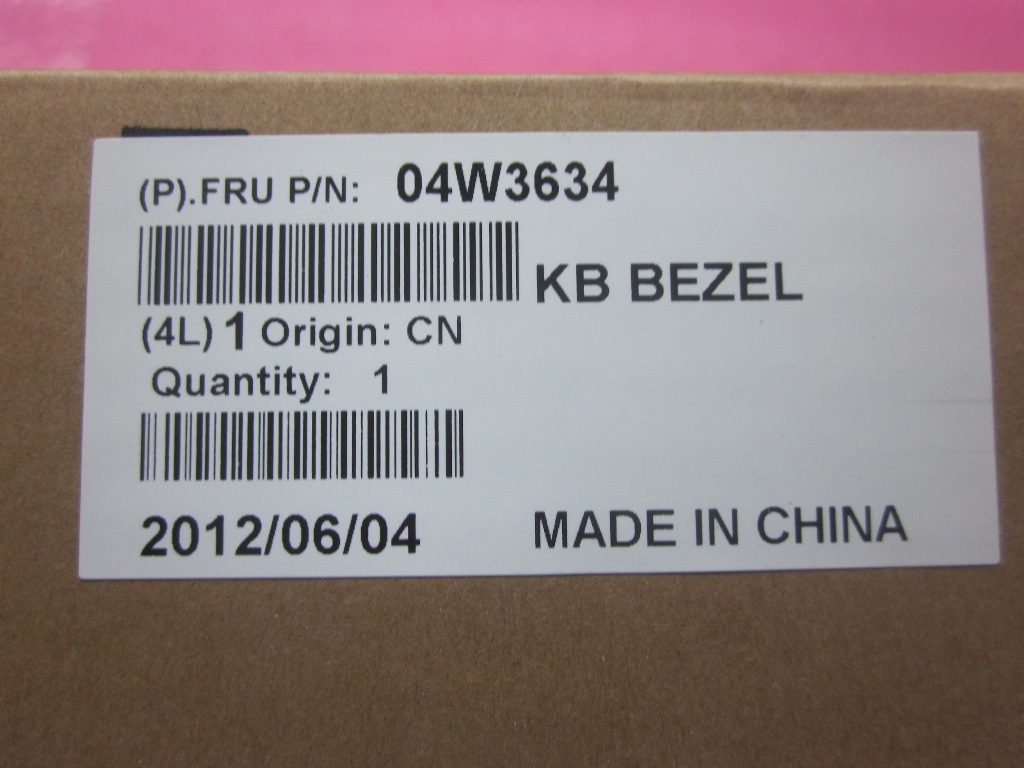 (P).FRU P/N: 04W3634
KB BEZEL
(4L) 1 Origin: CN
Quantity: 1
2012/06/04 MADE IN CHINA